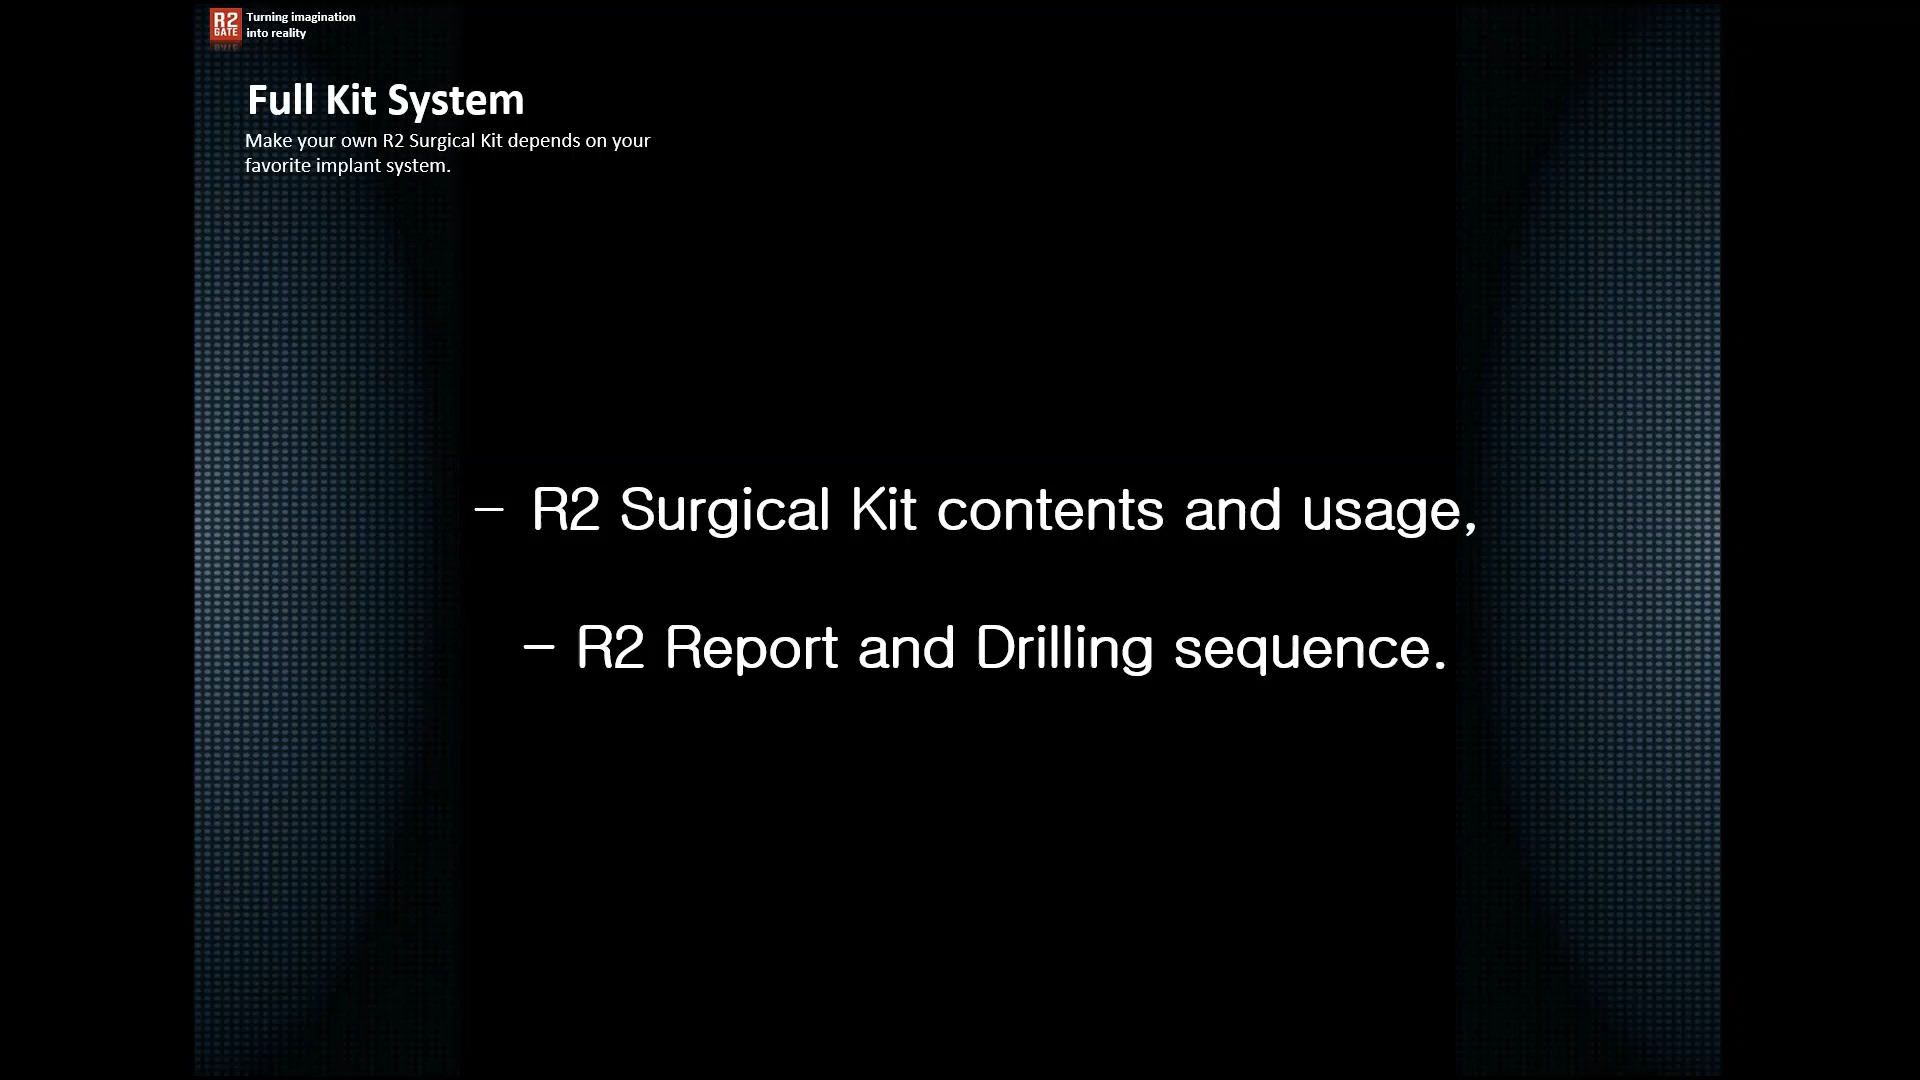 R2
GATE
Turning imagination
into reality
Full Kit System
Make your own R2 Surgical Kit depends on your
favorite implant system.
- R2 Surgical Kit contents and usage,
- R2 Report and Drilling sequence.